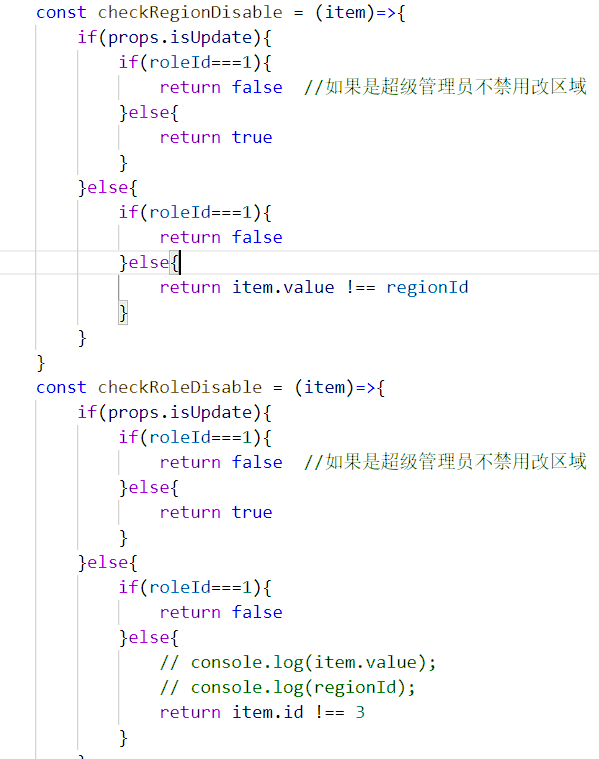 const checkRegionDisable = (item)=>{
if(props.isUpdate){
if(roleId===1){
return false  //如果是超级管理员不禁用改区域
}else{
return true
}
}else{
if(roleId===1){
return false
}else{
return item.value !== regionId
}
}
}
const checkRoleDisable = (item)=>{
if(props.isUpdate){
if(roleId===1){
return false  //如果是超级管理员不禁用改区域
}else{
return true
}
}else{
if(roleId===1){
return false
}else{
// console.log(item.value);
// console.log(regionId);
return item.id !== 3
}